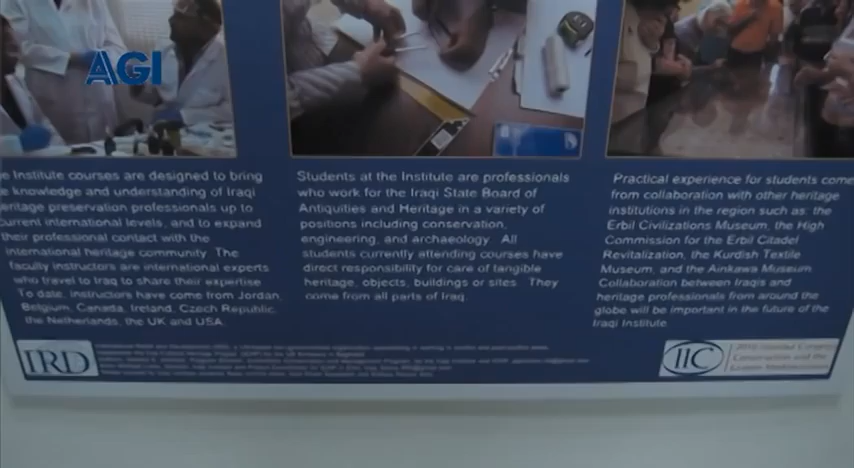 AGI
e Institute courses are designed to bring
e knowledge and understanding of Iraqi
eritage preservation professionals up to
current international levels, and to expand
their professional contact with the
international heritage community. The
faculty instructors are international experts
who travel to Iraq to share their expertise
To date, instructors have come from Jordan,
Belgium, Canada, Ireland, Czech Republic,
the Netherlands, the UK and USA.
Students at the Institute are professionals
who work for the Iraqi State Board of
Antiquities and Heritage in a variety of
positions including conservation,
engineering, and archaeology. All
students currently attending courses have
direct responsibility for care of tangible
heritage, objects, buildings or sites. They
come from all parts of Iraq.
Practical experience for students come
from collaboration with other heritage
institutions in the region such as: the
Erbil Civilizations Museum, the High
Commission for the Erbil Citadel
Revitalization, the Kurdish Textile
Museum, and the Ainkawa Museum.
Collaboration between Iraqis and
heritage professionals from around the
globe will be important in the future of the
Iraqi Institute.
IRD
IIC